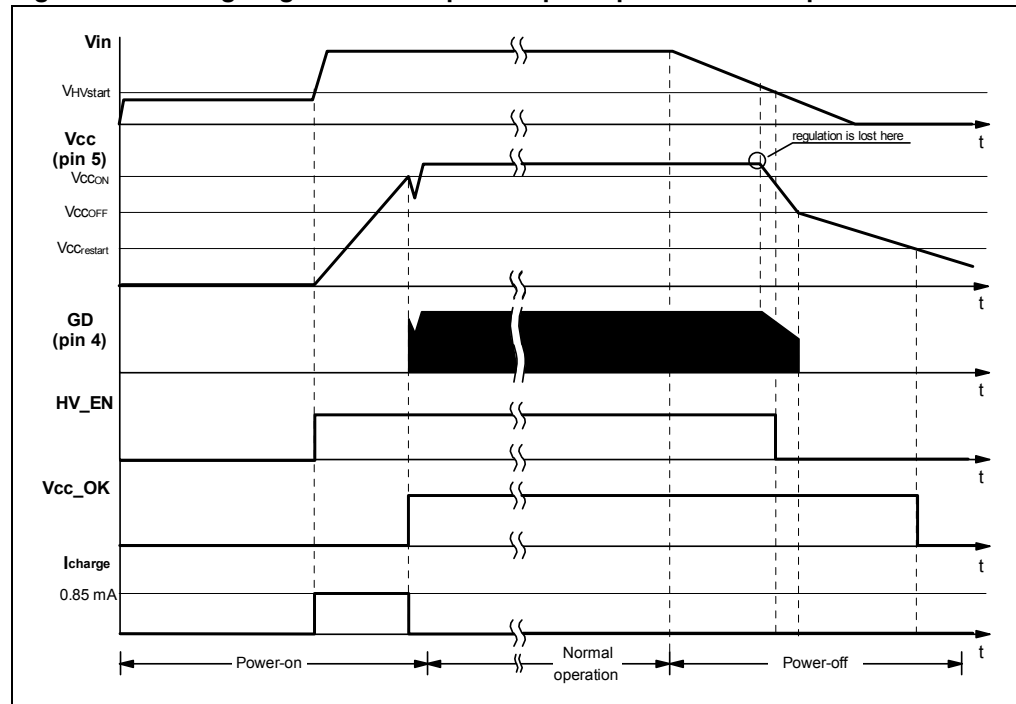 Vin
VHVstart
t
Vcc
(pin 5)
regulation is lost here
VccON
VccOFF
Vccrestart
t
GD
(pin 4)
t
HV_EN
t
Vcc_OK
t
Icharge
0.85 mA
t
Power-on
Normal
operation
Power-off